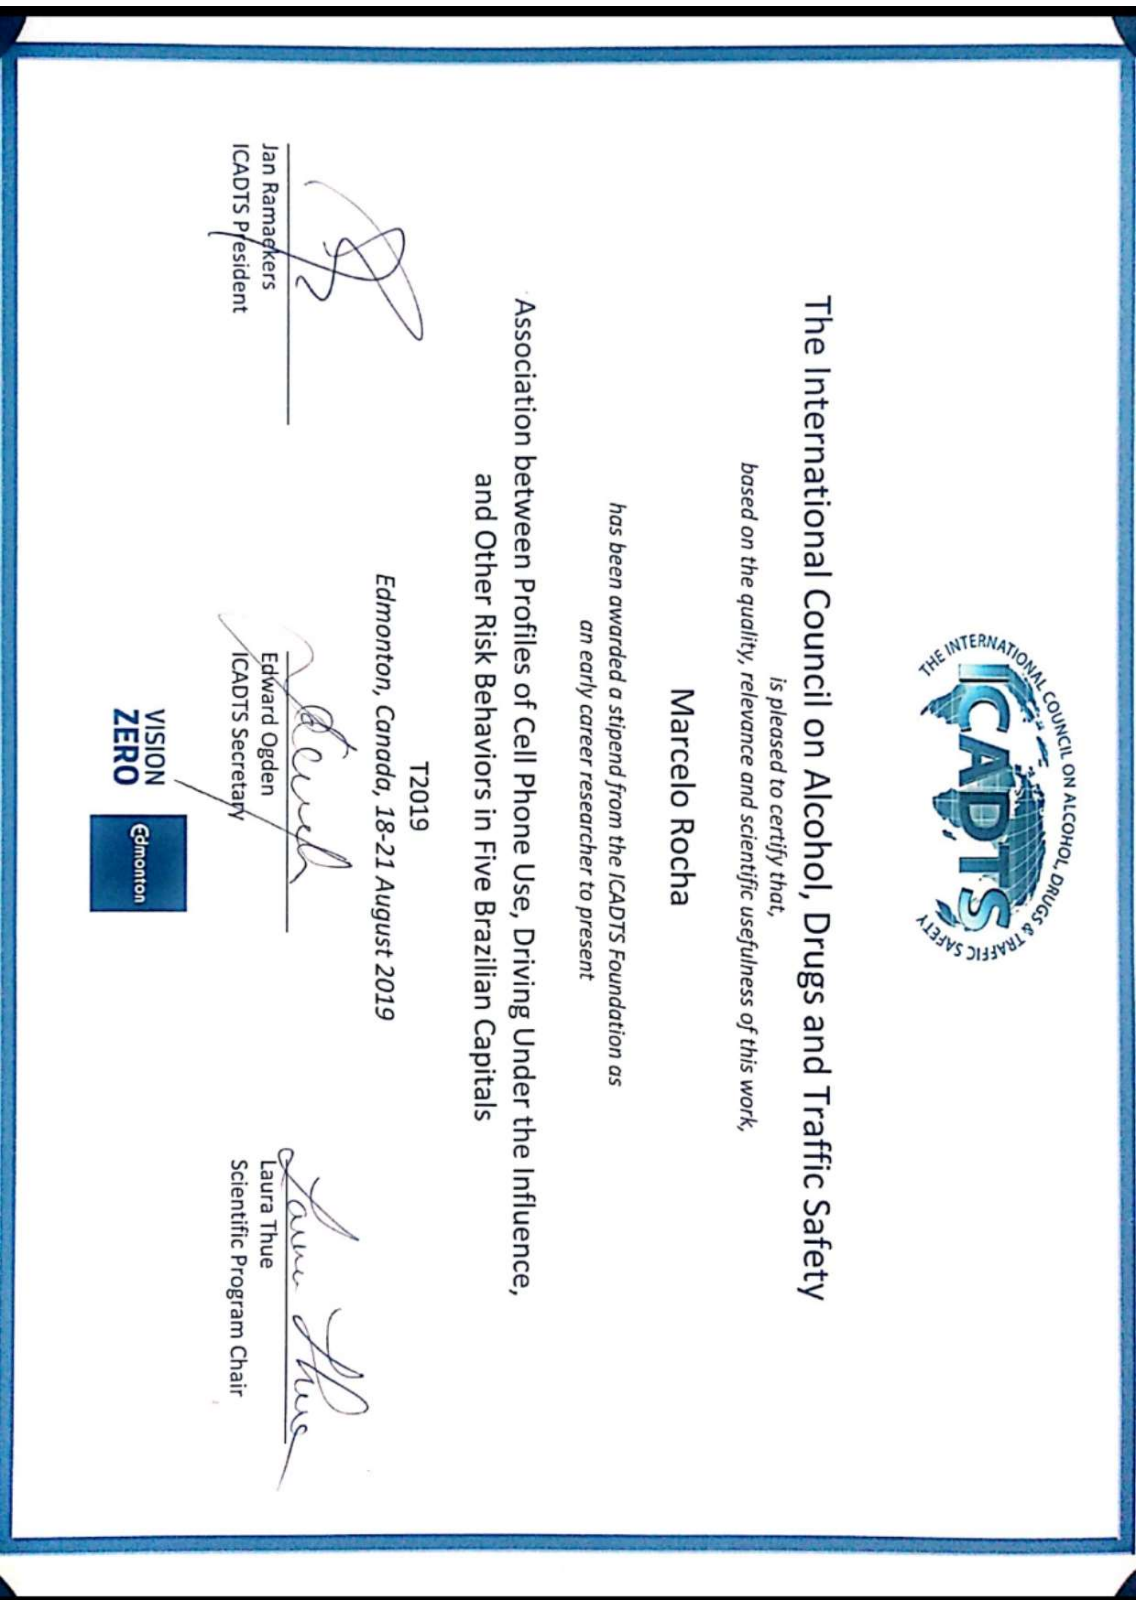 THE INTERNATIONAL COUNCIL ON ALCOHOL, DRUGS & TRAFFIC SAFETY
ICADTS
The International Council on Alcohol, Drugs and Traffic Safety
is pleased to certify that,
based on the quality, relevance and scientific usefulness of this work,
Marcelo Rocha
has been awarded a stipend from the ICADTS Foundation as
an early career researcher to present
Association between Profiles of Cell Phone Use, Driving Under the Influence,
and Other Risk Behaviors in Five Brazilian Capitals
T2019
Edmonton, Canada, 18-21 August 2019
Jan Ramaekers
ICADTS President
Edward Ogden
ICADTS Secretary
Laura Thue
Laura Thue
Scientific Program Chair
VISION
ZERO
Edmonton